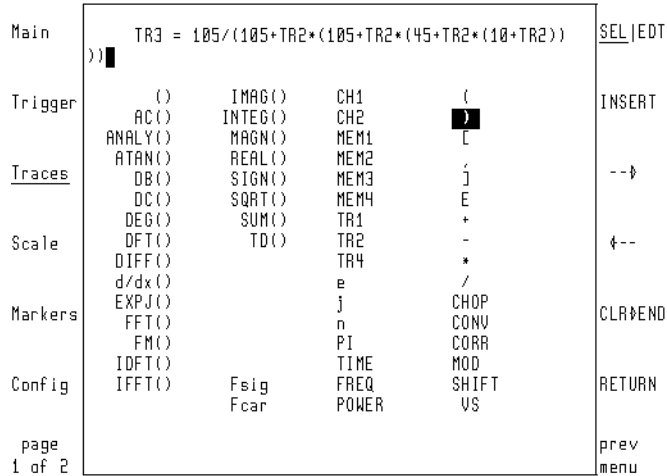 Main
TR3 = 105/(105+TR2*(105+TR2*(45+TR2*(10+TR2))
))
SEL|EDT
Trigger
() IMAG() CH1 (
INSERT
AC() INTEG() CH2 )
ANALY() MAGN() MEM1 [
ATAN() REAL() MEM2 ,
Traces
DB() SIGN() MEM3 ]
-->
DC() SQRT() MEM4 E
DEG() SUM() TR1 +
Scale
DFT() TD() TR2 -
<--
DIFF() TR4 *
d/dx() e /
Markers
EXPJ() j CHOP
CLR>END
FFT() n CONV
FM() PI CORR
IDFT() TIME MOD
Config
IFFT() Fsig FREQ SHIFT
RETURN
Fcar POWER VS
page
1 of 2
prev
menu